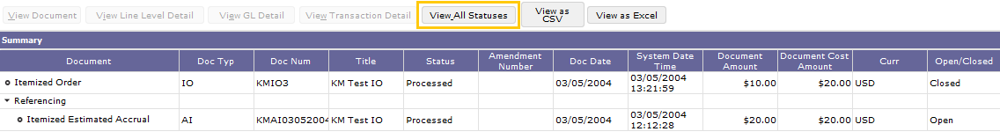 View Document View Line Level Detail View GL Detail View Transaction Detail View All Statuses View as CSV View as Excel
Summary
Document Doc Typ Doc Num Title Status Amendment Number Doc Date System Date Time Document Amount Document Cost Amount Curr Open/Closed
Itemized Order IO KMIO3 KM Test IO Processed 03/05/2004 03/05/2004 13:21:59 $10.00 $20.00 USD Closed
Referencing
Itemized Estimated Accrual AI KMAI03052004 KM Test IO Processed 03/05/2004 03/05/2004 12:12:28 $20.00 $20.00 USD Open